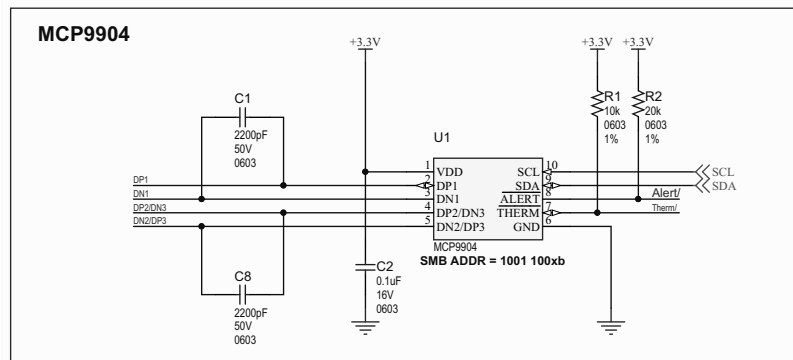 MCP9904
+3.3V
+3.3V +3.3V
C1
2200pF
50V
0603
R1
10k
0603
1%
R2
20k
0603
1%
U1
DP1
DN1
DP2/DN3
DN2/DP3
1 VDD
2 DP1
3 DN1
4 DP2/DN3
5 DN2/DP3
SCL 10
SDA 9
ALERT 8
THERM 7
GND 6
SCL
SDA
Alert/
Therm/
MCP9904
SMB ADDR = 1001 100xb
C2
0.1uF
16V
0603
C8
2200pF
50V
0603